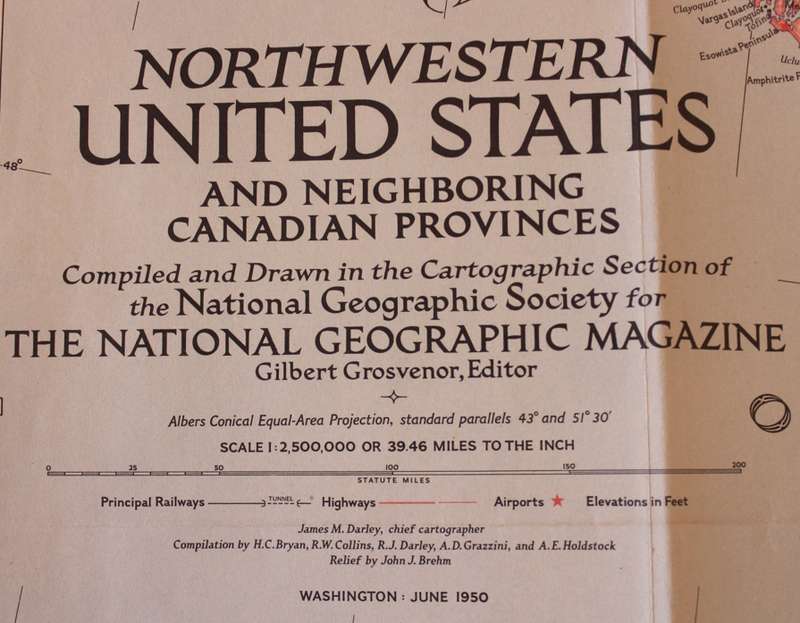 Clayoquot
Vargas Island
Clayoquot
Tofino
Esowista Peninsula
Amphitrite
48°
NORTHWESTERN
UNITED STATES
AND NEIGHBORING
CANADIAN PROVINCES
Compiled and Drawn in the Cartographic Section of
the National Geographic Society for
THE NATIONAL GEOGRAPHIC MAGAZINE
Gilbert Grosvenor, Editor
Albers Conical Equal-Area Projection, standard parallels 43° and 51° 30′
SCALE 1:2,500,000 OR 39.46 MILES TO THE INCH
0 25 50 100 150 200
STATUTE MILES
Principal Railways TUNNEL Highways Airports Elevations in Feet
James M. Darley, chief cartographer
Compilation by H.C. Bryan, R.W. Collins, R.J. Darley, A.D. Grazzini, and A.E. Holdstock
Relief by John J. Brehm
WASHINGTON : JUNE 1950